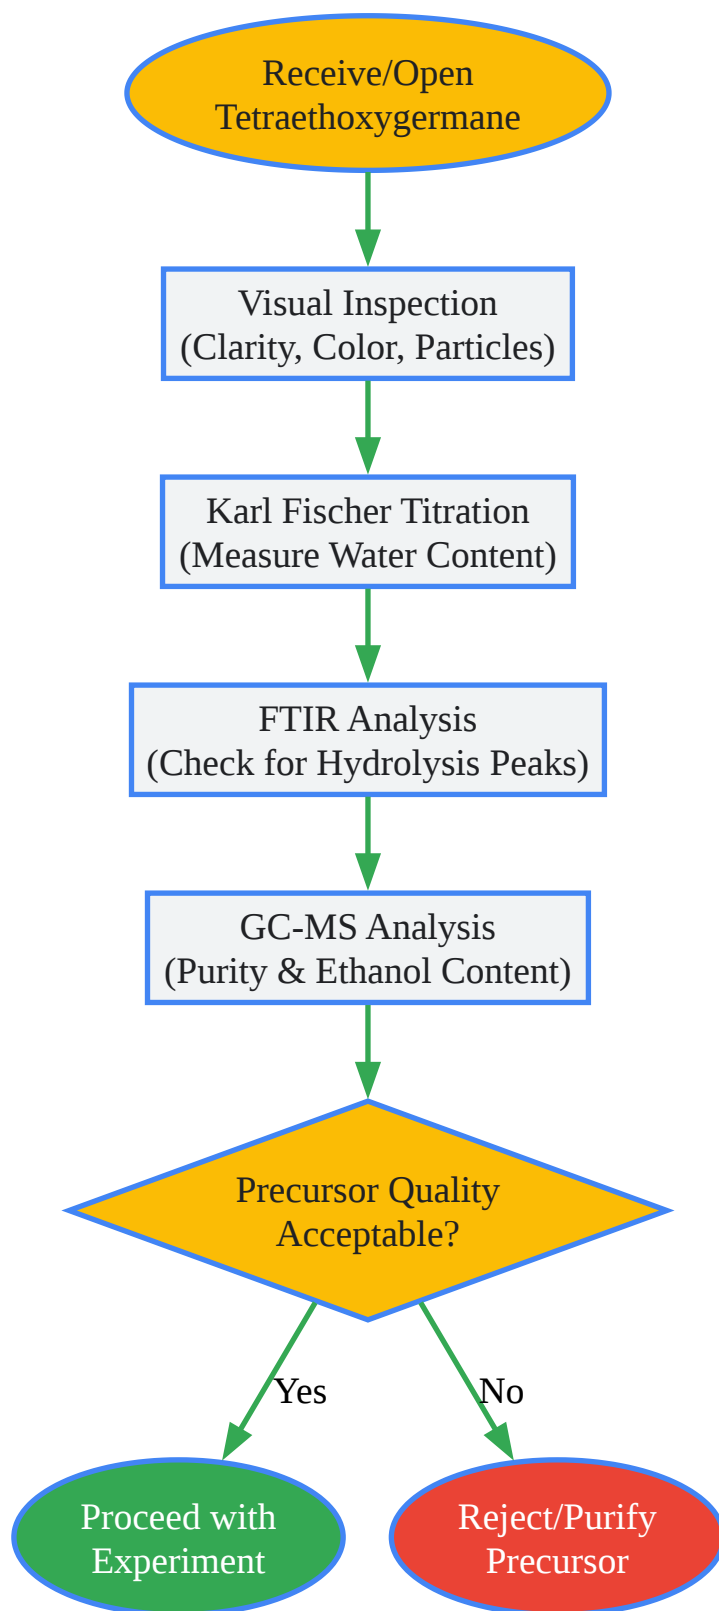 Receive/Open
Tetraethoxygermane
Visual Inspection
(Clarity, Color, Particles)
Karl Fischer Titration
(Measure Water Content)
FTIR Analysis
(Check for Hydrolysis Peaks)
GC-MS Analysis
(Purity & Ethanol Content)
Precursor Quality
Acceptable?
Yes
No
Proceed with
Experiment
Reject/Purify
Precursor